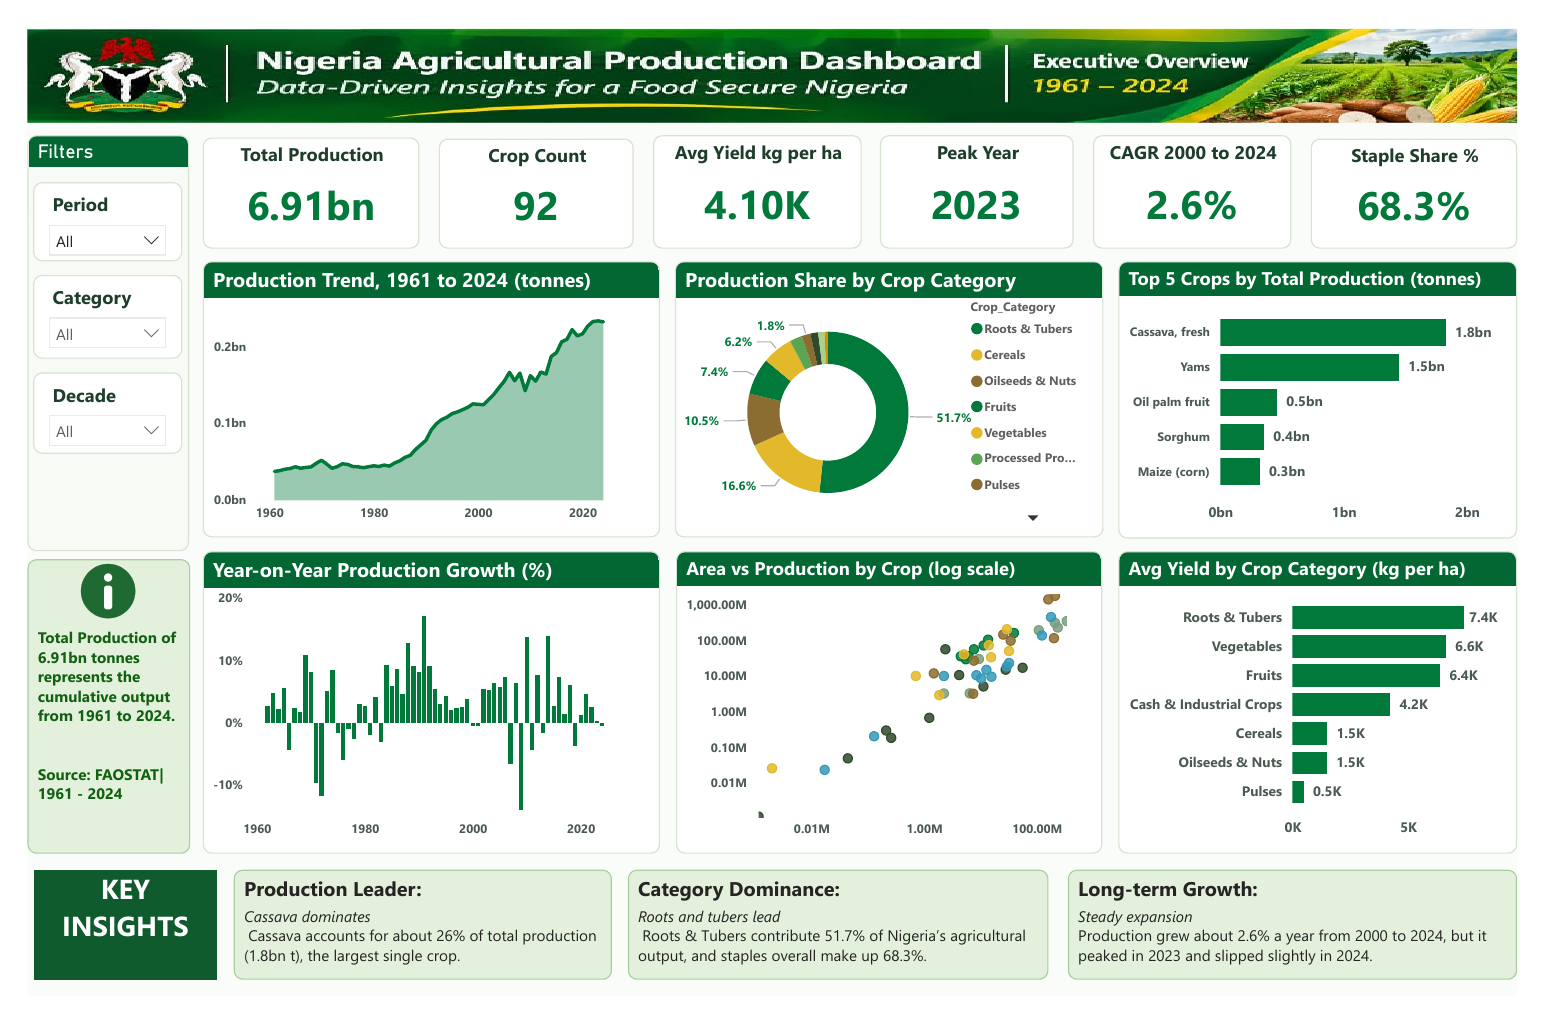 Nigeria Agricultural Production Dashboard
Data-Driven Insights for a Food Secure Nigeria
Executive Overview
1961 – 2024
Filters
Period
All
Category
All
Decade
All
Total Production
6.91bn
Crop Count
92
Avg Yield kg per ha
4.10K
Peak Year
2023
CAGR 2000 to 2024
2.6%
Staple Share %
68.3%
Production Trend, 1961 to 2024 (tonnes)
0.2bn
0.1bn
0.0bn
1960 1980 2000 2020
Production Share by Crop Category
1.8%
6.2%
7.4%
10.5%
16.6%
51.7%
Crop_Category
Roots & Tubers
Cereals
Oilseeds & Nuts
Fruits
Vegetables
Processed Pro...
Pulses
Top 5 Crops by Total Production (tonnes)
Cassava, fresh 1.8bn
Yams 1.5bn
Oil palm fruit 0.5bn
Sorghum 0.4bn
Maize (corn) 0.3bn
0bn 1bn 2bn
Total Production of
6.91bn tonnes
represents the
cumulative output
from 1961 to 2024.
Source: FAOSTAT|
1961 - 2024
Year-on-Year Production Growth (%)
20%
10%
0%
-10%
1960 1980 2000 2020
Area vs Production by Crop (log scale)
1,000.00M
100.00M
10.00M
1.00M
0.10M
0.01M
0.01M 1.00M 100.00M
Avg Yield by Crop Category (kg per ha)
Roots & Tubers 7.4K
Vegetables 6.6K
Fruits 6.4K
Cash & Industrial Crops 4.2K
Cereals 1.5K
Oilseeds & Nuts 1.5K
Pulses 0.5K
0K 5K
KEY
INSIGHTS
Production Leader:
Cassava dominates
Cassava accounts for about 26% of total production
(1.8bn t), the largest single crop.
Category Dominance:
Roots and tubers lead
Roots & Tubers contribute 51.7% of Nigeria’s agricultural
output, and staples overall make up 68.3%.
Long-term Growth:
Steady expansion
Production grew about 2.6% a year from 2000 to 2024, but it
peaked in 2023 and slipped slightly in 2024.